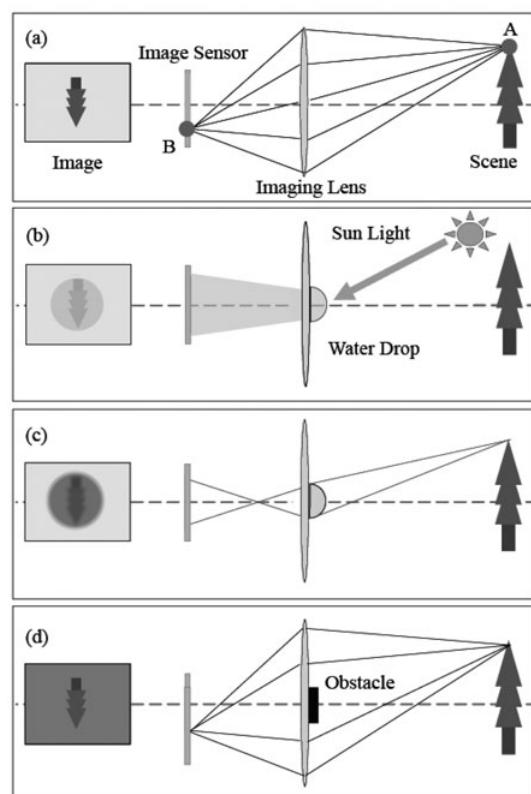 (a)
A
Image Sensor
B
Image
Imaging Lens
Scene
(b)
Sun Light
Water Drop
(c)
(d)
Obstacle